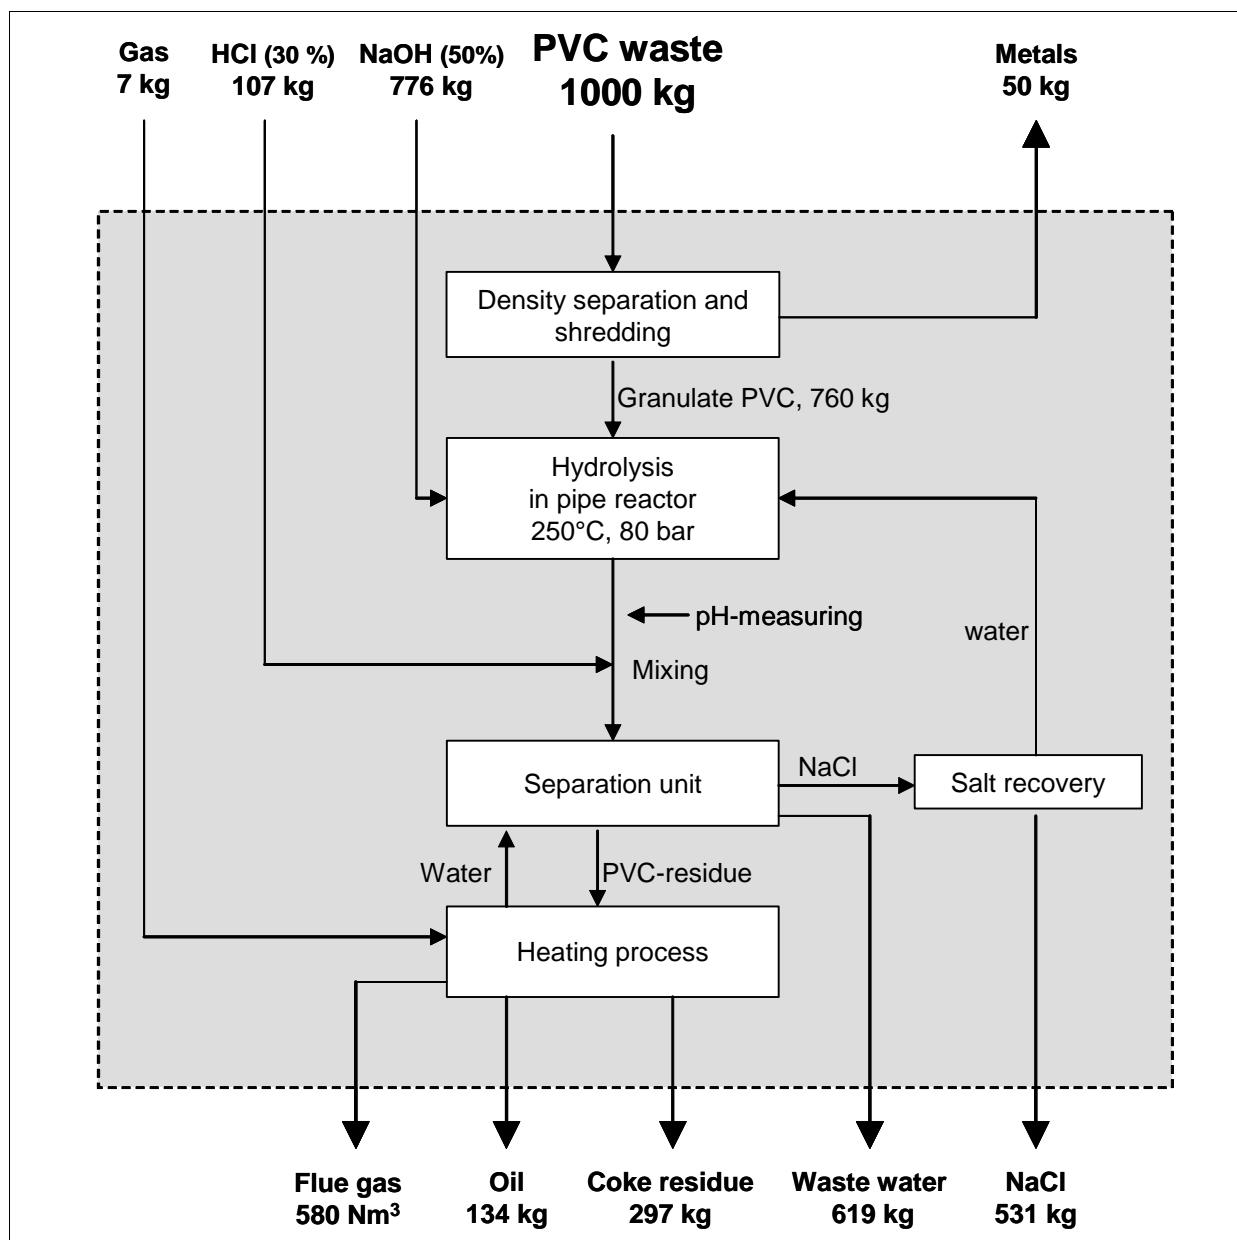 Gas
7 kg
HCl (30 %)
107 kg
NaOH (50%)
776 kg
PVC waste
1000 kg
Metals
50 kg
Density separation and
shredding
Granulate PVC, 760 kg
Hydrolysis
in pipe reactor
250°C, 80 bar
pH-measuring
water
Mixing
Separation unit
NaCl
Salt recovery
Water
PVC-residue
Heating process
Flue gas
580 Nm³
Oil
134 kg
Coke residue
297 kg
Waste water
619 kg
NaCl
531 kg